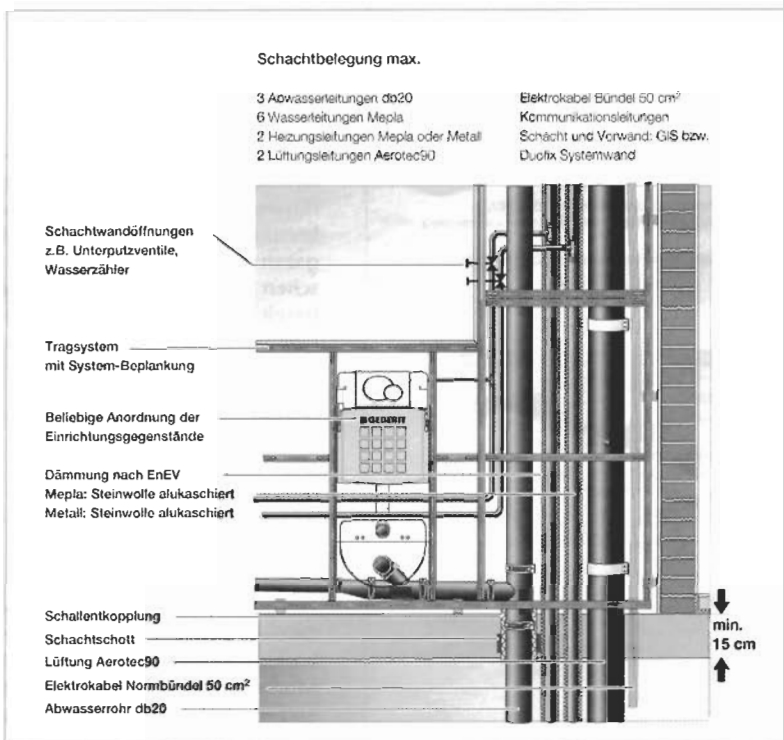 Schachtbelegung max.
3 Abwasserleitungen db20
6 Wasserleitungen Mepla
2 Heizungsleitungen Mepla oder Metall
2 Lüftungsleitungen Aerotec90
Elektrokabel Bündel 50 cm²
Kommunikationsleitungen
Schacht und Vorwand: GIS bzw.
Duofix Systemwand
Schachtwandöffnungen
z.B. Unterputzventile,
Wasserzähler
Tragsystem
mit System-Beplankung
Beliebige Anordnung der
Einrichtungsgegenstände
GEBERIT
Dämmung nach EnEV
Mepla: Steinwolle alukaschiert
Metall: Steinwolle alukaschiert
Schallentkopplung
Schachtschott
Lüftung Aerotec90
Elektrokabel Normbündel 50 cm²
Abwasserrohr db20
min.
15 cm